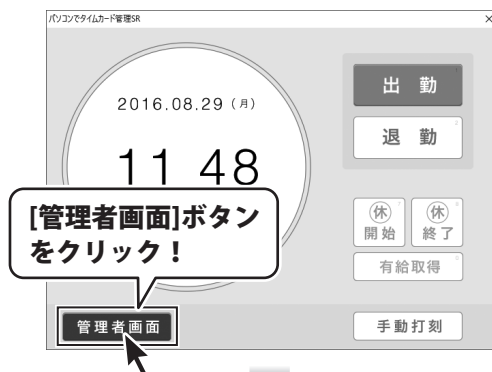 パソコンでタイムカード管理SR
2016.08.29（月）
11 48
出 勤
退 勤
休 開始
休 終了
有給取得
[管理者画面]ボタン
をクリック！
管理者画面
手動打刻